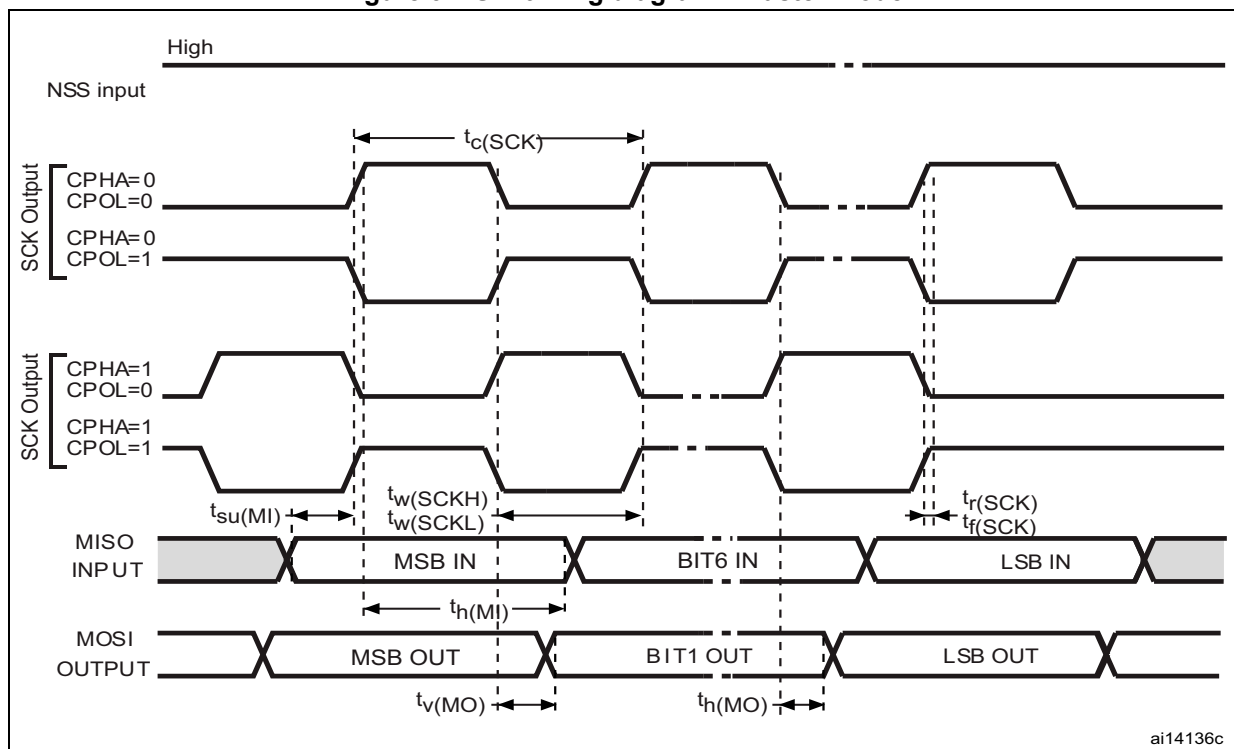 High
NSS input
tc(SCK)
SCK Output
CPHA=0
CPOL=0
CPHA=0
CPOL=1
SCK Output
CPHA=1
CPOL=0
CPHA=1
CPOL=1
tsu(MI)
tw(SCKH)
tw(SCKL)
tr(SCK)
tf(SCK)
MISO
INPUT
MSB IN
BIT6 IN
LSB IN
th(MI)
MOSI
OUTPUT
MSB OUT
BIT1 OUT
LSB OUT
tv(MO)
th(MO)
ai14136c